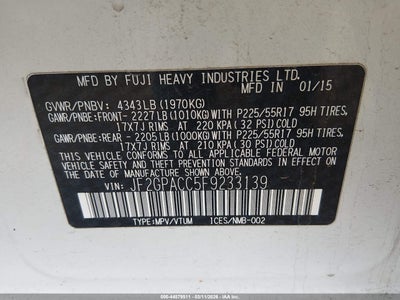 MFD BY FUJI HEAVY INDUSTRIES LTD.
MFD IN 01/15
GVWR/PNBV: 4343LB (1970KG)
GAWR/PNBE:FRONT- 2227LB (1010KG)WITH P225/55R17 95H TIRES,
17X7J RIMS AT 220 KPA ( 32 PSI)COLD
GAWR/PNBE:REAR - 2205LB (1000KG)WITH P225/55R17 95H TIRES,
17X7J RIMS AT 210 KPA ( 30 PSI)COLD
THIS VEHICLE CONFORMS TO ALL APPLICABLE FEDERAL MOTOR
VEHICLE SAFETY AND THEFT PREVENTION STANDARDS IN EFFECT
ON THE DATE OF MANUFACTURE SHOWN ABOVE.
VIN: JF2GPACC5F9233139
TYPE:MPV/VTUM ICES/NMB-002